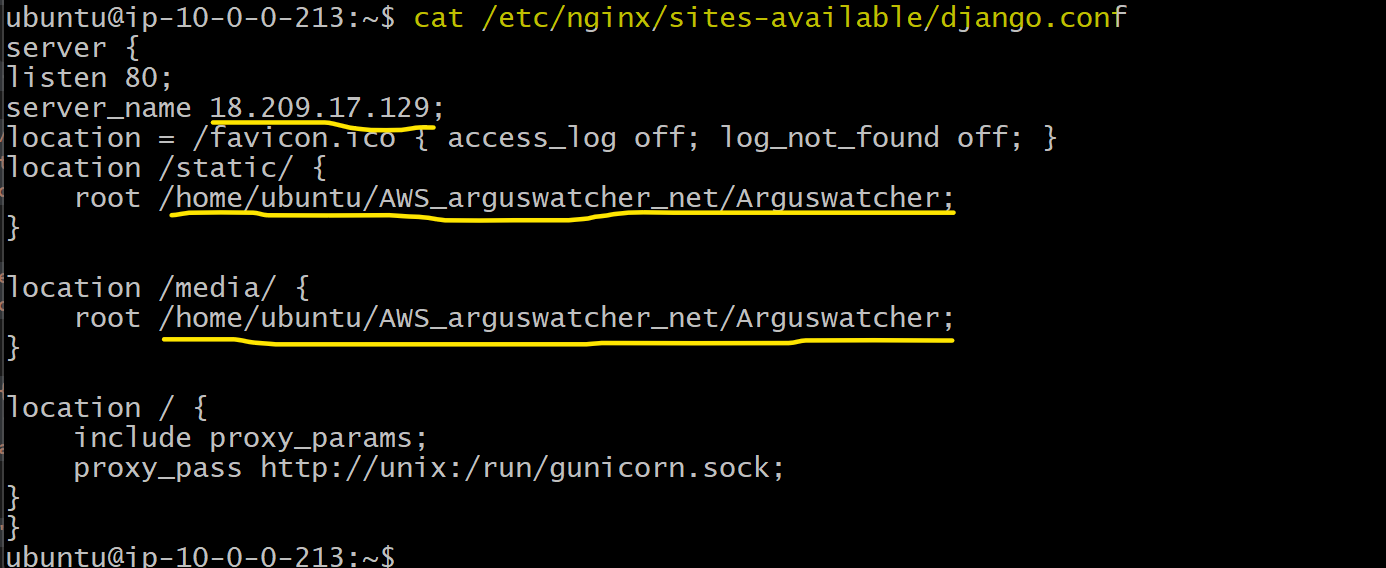 ubuntu@ip-10-0-0-213:~$ cat /etc/nginx/sites-available/django.conf
server {
listen 80;
server_name 18.209.17.129;
location = /favicon.ico { access_log off; log_not_found off; }
location /static/ {
    root /home/ubuntu/AWS_arguswatcher_net/Arguswatcher;
}

location /media/ {
    root /home/ubuntu/AWS_arguswatcher_net/Arguswatcher;
}

location / {
    include proxy_params;
    proxy_pass http://unix:/run/gunicorn.sock;
}
}
ubuntu@ip-10-0-0-213:~$